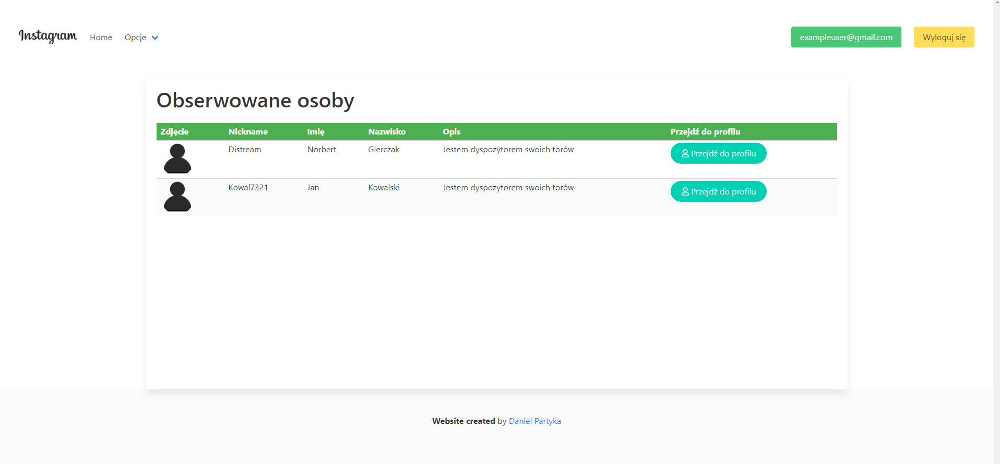 Instagram Home Opcje exampleuser@gmail.com Wyloguj się
Obserwowane osoby
Zdjęcie Nickname Imię Nazwisko Opis Przejdź do profilu
Distream Norbert Gierczak Jestem dyspozytorem swoich torów Przejdź do profilu
Kowal7321 Jan Kowalski Jestem dyspozytorem swoich torów Przejdź do profilu
Website created by Daniel Partyka